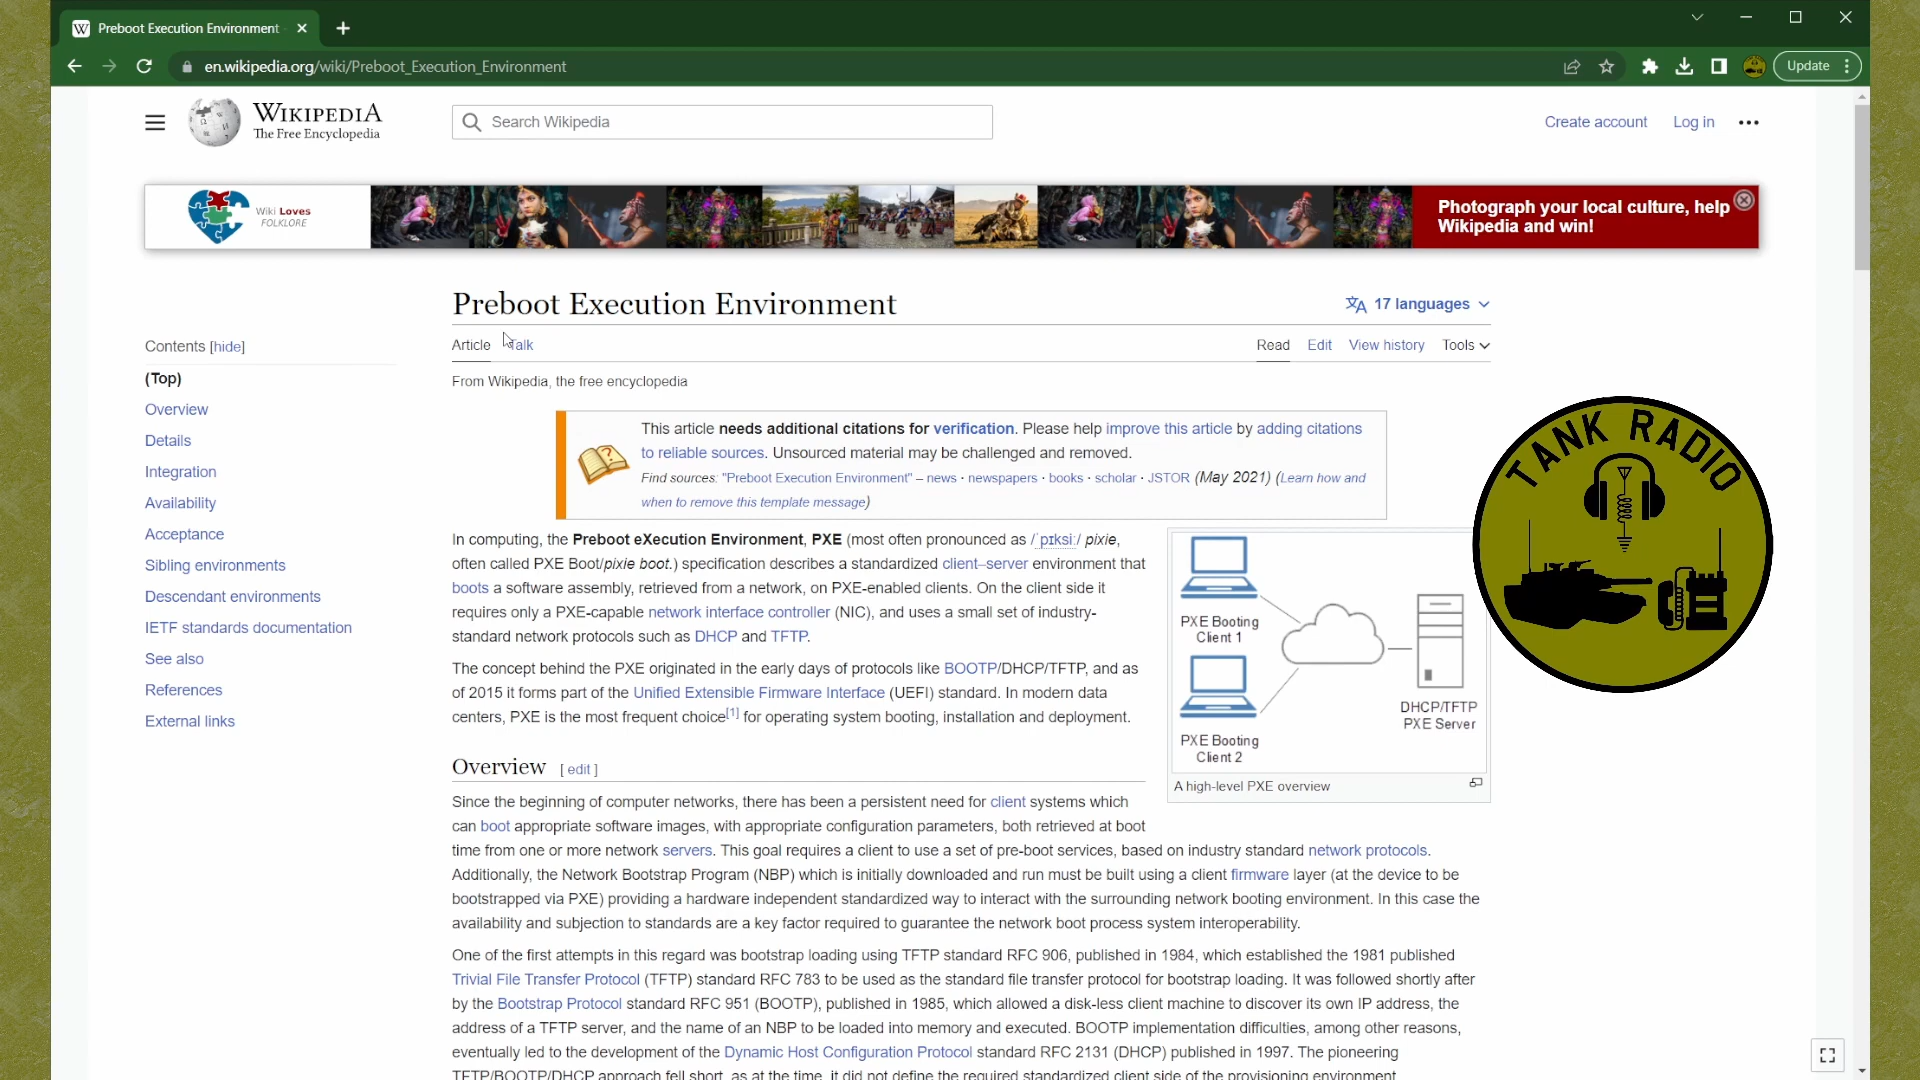 Preboot Execution Environment
en.wikipedia.org/wiki/Preboot_Execution_Environment
Update
WIKIPEDIA
The Free Encyclopedia
Search Wikipedia
Create account
Log in
Wiki Loves
FOLKLORE
Photograph your local culture, help
Wikipedia and win!
Preboot Execution Environment
17 languages
Contents [hide]
(Top)
Overview
Details
Integration
Availability
Acceptance
Sibling environments
Descendant environments
IETF standards documentation
See also
References
External links
Article
Talk
Read
Edit
View history
Tools
From Wikipedia, the free encyclopedia
This article needs additional citations for verification. Please help improve this article by adding citations
to reliable sources. Unsourced material may be challenged and removed.
Find sources: "Preboot Execution Environment" – news · newspapers · books · scholar · JSTOR (May 2021) (Learn how and
when to remove this template message)
In computing, the Preboot eXecution Environment, PXE (most often pronounced as /ˈpɪksiː/ pixie,
often called PXE Boot/pixie boot.) specification describes a standardized client–server environment that
boots a software assembly, retrieved from a network, on PXE-enabled clients. On the client side it
requires only a PXE-capable network interface controller (NIC), and uses a small set of industry-
standard network protocols such as DHCP and TFTP.
The concept behind the PXE originated in the early days of protocols like BOOTP/DHCP/TFTP, and as
of 2015 it forms part of the Unified Extensible Firmware Interface (UEFI) standard. In modern data
centers, PXE is the most frequent choice[1] for operating system booting, installation and deployment.
PXE Booting
Client 1
PXE Booting
Client 2
DHCP/TFTP
PXE Server
A high-level PXE overview
TANK RADIO
Overview [ edit ]
Since the beginning of computer networks, there has been a persistent need for client systems which
can boot appropriate software images, with appropriate configuration parameters, both retrieved at boot
time from one or more network servers. This goal requires a client to use a set of pre-boot services, based on industry standard network protocols.
Additionally, the Network Bootstrap Program (NBP) which is initially downloaded and run must be built using a client firmware layer (at the device to be
bootstrapped via PXE) providing a hardware independent standardized way to interact with the surrounding network booting environment. In this case the
availability and subjection to standards are a key factor required to guarantee the network boot process system interoperability.
One of the first attempts in this regard was bootstrap loading using TFTP standard RFC 906, published in 1984, which established the 1981 published
Trivial File Transfer Protocol (TFTP) standard RFC 783 to be used as the standard file transfer protocol for bootstrap loading. It was followed shortly after
by the Bootstrap Protocol standard RFC 951 (BOOTP), published in 1985, which allowed a disk-less client machine to discover its own IP address, the
address of a TFTP server, and the name of an NBP to be loaded into memory and executed. BOOTP implementation difficulties, among other reasons,
eventually led to the development of the Dynamic Host Configuration Protocol standard RFC 2131 (DHCP) published in 1997. The pioneering
TFTP/BOOTP/DHCP approach fell short, as at the time, it did not define the required standardized client side of the provisioning environment.